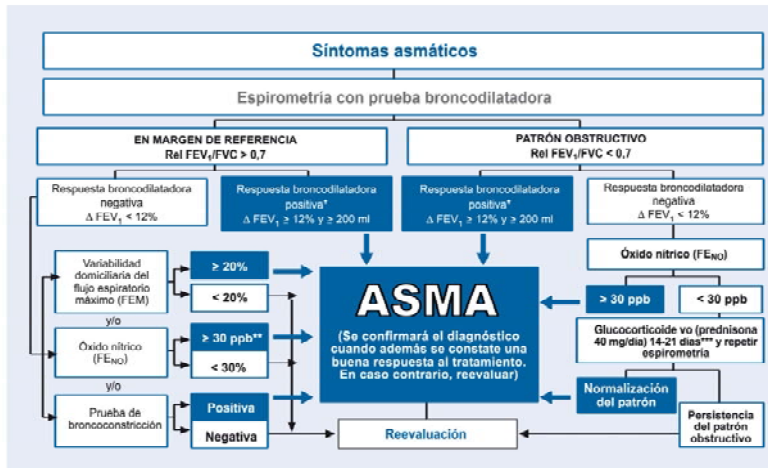 Síntomas asmáticos
Espirometría con prueba broncodilatadora
EN MARGEN DE REFERENCIA
Rel FEV₁/FVC > 0,7
PATRÓN OBSTRUCTIVO
Rel FEV₁/FVC < 0,7
Respuesta broncodilatadora
negativa
Δ FEV₁ < 12%
Respuesta broncodilatadora
positiva*
Δ FEV₁ ≥ 12% y ≥ 200 ml
Respuesta broncodilatadora
positiva*
Δ FEV₁ ≥ 12% y ≥ 200 ml
Respuesta broncodilatadora
negativa
Δ FEV₁ < 12%
Variabilidad
domiciliaria del
flujo espiratorio
máximo (FEM)
≥ 20%
< 20%
y/o
Óxido nítrico
(FE_NO)
≥ 30 ppb**
< 30%
y/o
Prueba de
broncoconstricción
Positiva
Negativa
ASMA
(Se confirmará el diagnóstico
cuando además se constate una
buena respuesta al tratamiento.
En caso contrario, reevaluar)
Reevaluación
Óxido nítrico (FE_NO)
> 30 ppb
< 30 ppb
Glucocorticoide vo (prednisona
40 mg/día) 14-21 días*** y repetir
espirometría
Normalización
del patrón
Persistencia
del patrón
obstructivo